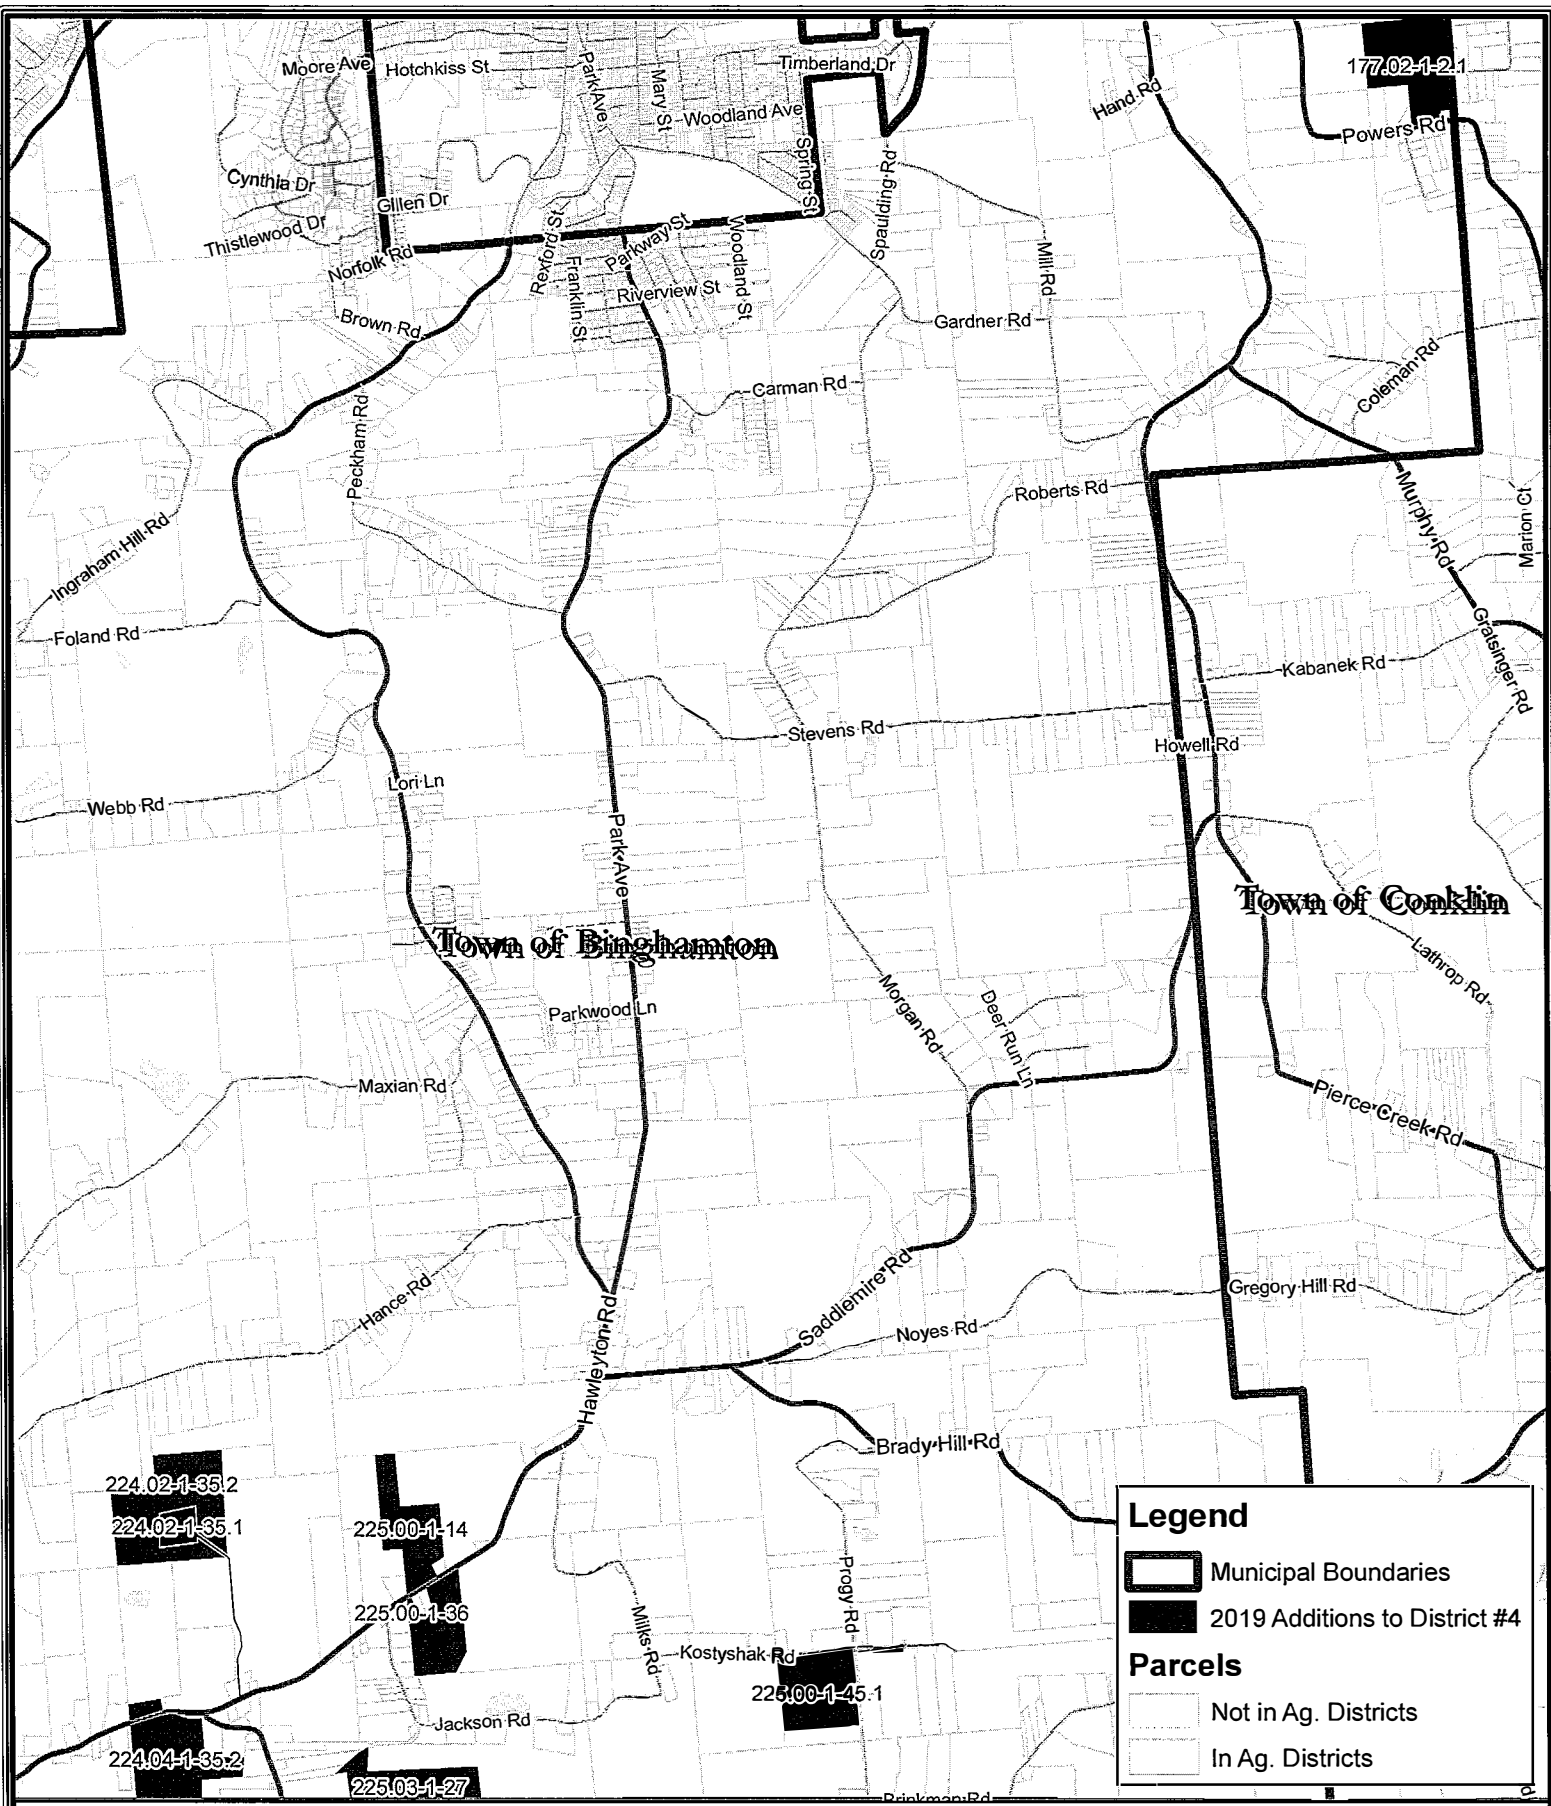 Moore Ave
Hotchkiss St
Park Ave
Mary St
Timberland Dr
Woodland Ave
Hand Rd
177.02-1-2.1
Powers Rd
Cynthia Dr
Gillen Dr
Spring St
Spaulding Rd
Thistlewood Dr
Norfolk Rd
Rexford St
Franklin St
Parkway St
Woodland St
Riverview St
Mill Rd
Brown Rd
Gardner Rd
Carman Rd
Coleman Rd
Peckham Rd
Roberts Rd
Murphy Rd
Marion Ct
Ingraham Hill Rd
Foland Rd
Gratsinger Rd
Kabanek Rd
Stevens Rd
Howell Rd
Lori Ln
Webb Rd
Park Ave
Town of Conklin
Town of Binghamton
Lathrop Rd
Parkwood Ln
Morgan Rd
Deer Run Ln
Maxian Rd
Pierce Creek Rd
Hance Rd
Saddlemire Rd
Gregory Hill Rd
Noyes Rd
Hawleyton Rd
Brady Hill Rd
224.02-1-35.2
224.02-1-35.1
225.00-1-14
225.00-1-36
Milks Rd
Progy Rd
Kostyshak Rd
225.00-1-45.1
Jackson Rd
224.04-1-35.2
225.03-1-27
Brinkman Rd
Legend
Municipal Boundaries
2019 Additions to District #4
Parcels
Not in Ag. Districts
In Ag. Districts